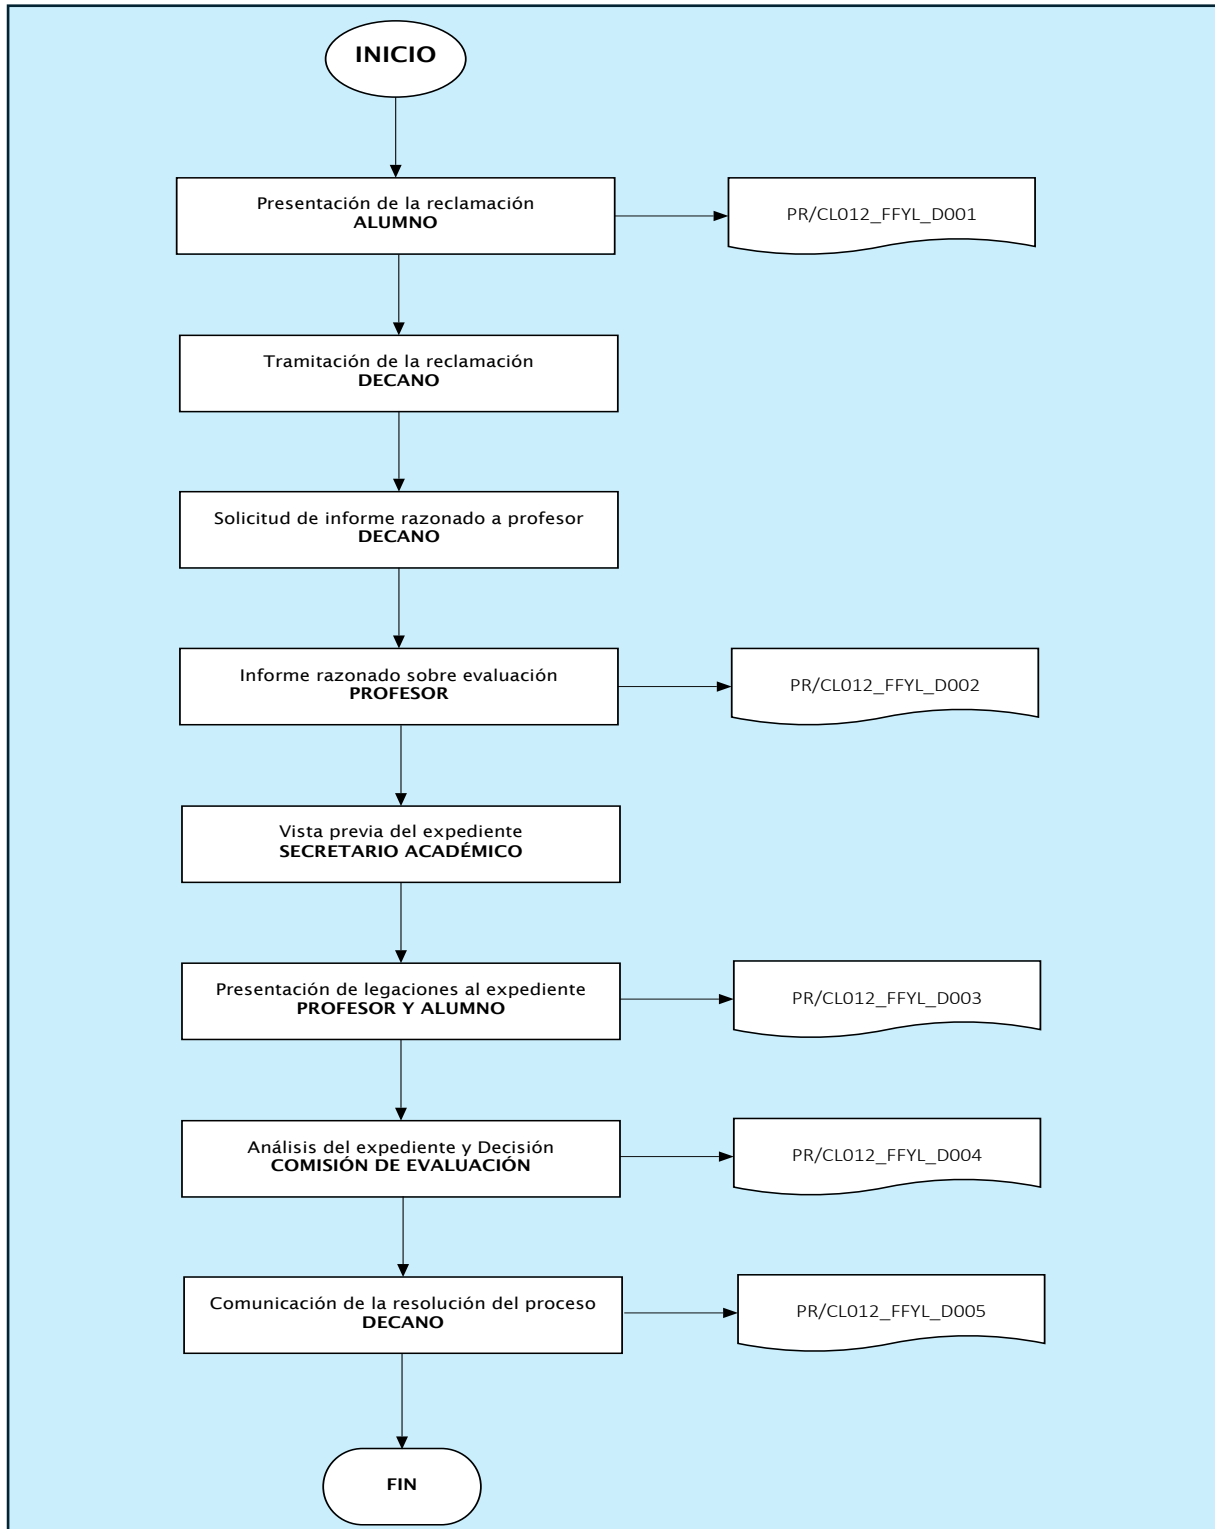 INICIO
Presentación de la reclamación
ALUMNO
PR/CL012_FFYL_D001
Tramitación de la reclamación
DECANO
Solicitud de informe razonado a profesor
DECANO
Informe razonado sobre evaluación
PROFESOR
PR/CL012_FFYL_D002
Vista previa del expediente
SECRETARIO ACADÉMICO
Presentación de legaciones al expediente
PROFESOR Y ALUMNO
PR/CL012_FFYL_D003
Análisis del expediente y Decisión
COMISIÓN DE EVALUACIÓN
PR/CL012_FFYL_D004
Comunicación de la resolución del proceso
DECANO
PR/CL012_FFYL_D005
FIN